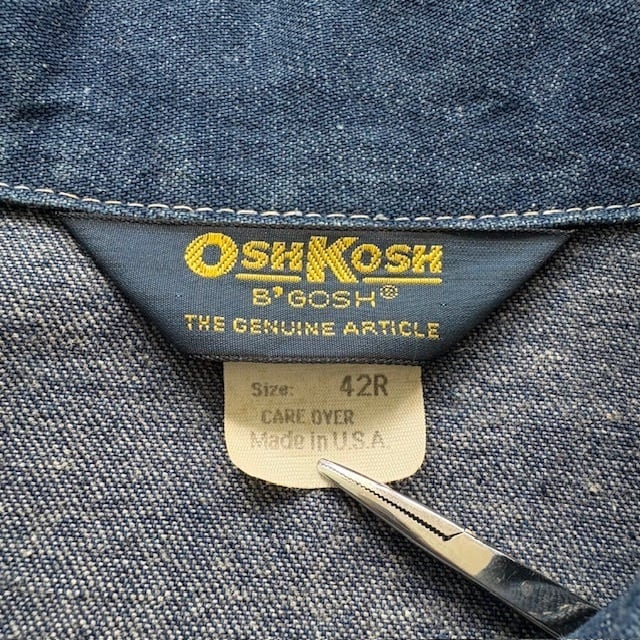 OSHKOSH
B'GOSH®
THE GENUINE ARTICLE
Size: 42R
CARE OVER
Made in U.S.A.